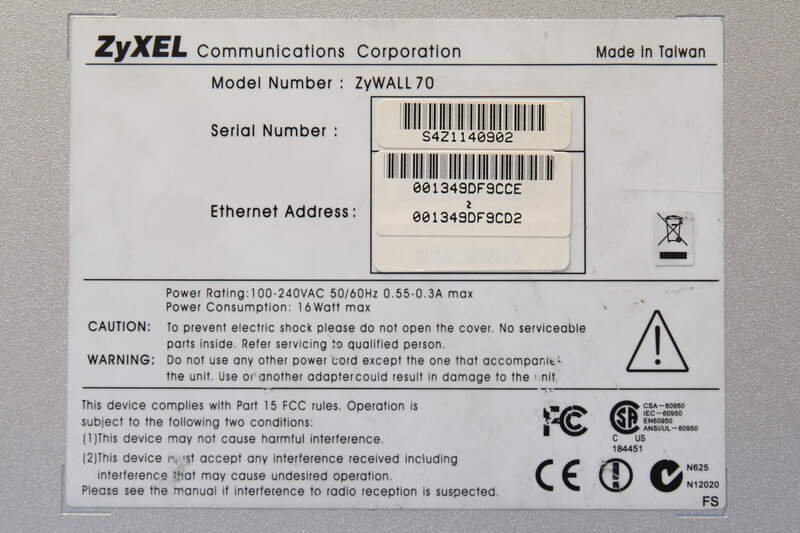 ZyXEL Communications Corporation Made in Taiwan
Model Number : ZyWALL 70
Serial Number :
S4Z1140902
Ethernet Address :
001349DF9CCE
~
001349DF9CD2
Power Rating:100-240VAC 50/60Hz 0.55-0.3A max
Power Consumption: 16Watt max
CAUTION: To prevent electric shock please do not open the cover. No serviceable
parts inside. Refer servicing to qualified person.
WARNING: Do not use any other power cord except the one that accompanies
the unit. Use or another adapter could result in damage to the unit.
This device complies with Part 15 FCC rules. Operation is
subject to the following two conditions:
(1)This device may not cause harmful interference.
(2)This device must accept any interference received including
interference that may cause undesired operation.
Please see the manual if interference to radio reception is suspected.
FC
SA
C US
184451
CSA-60950
IEC-60950
EN60950
ANSI/UL-60950
CE
N625
N12020
FS